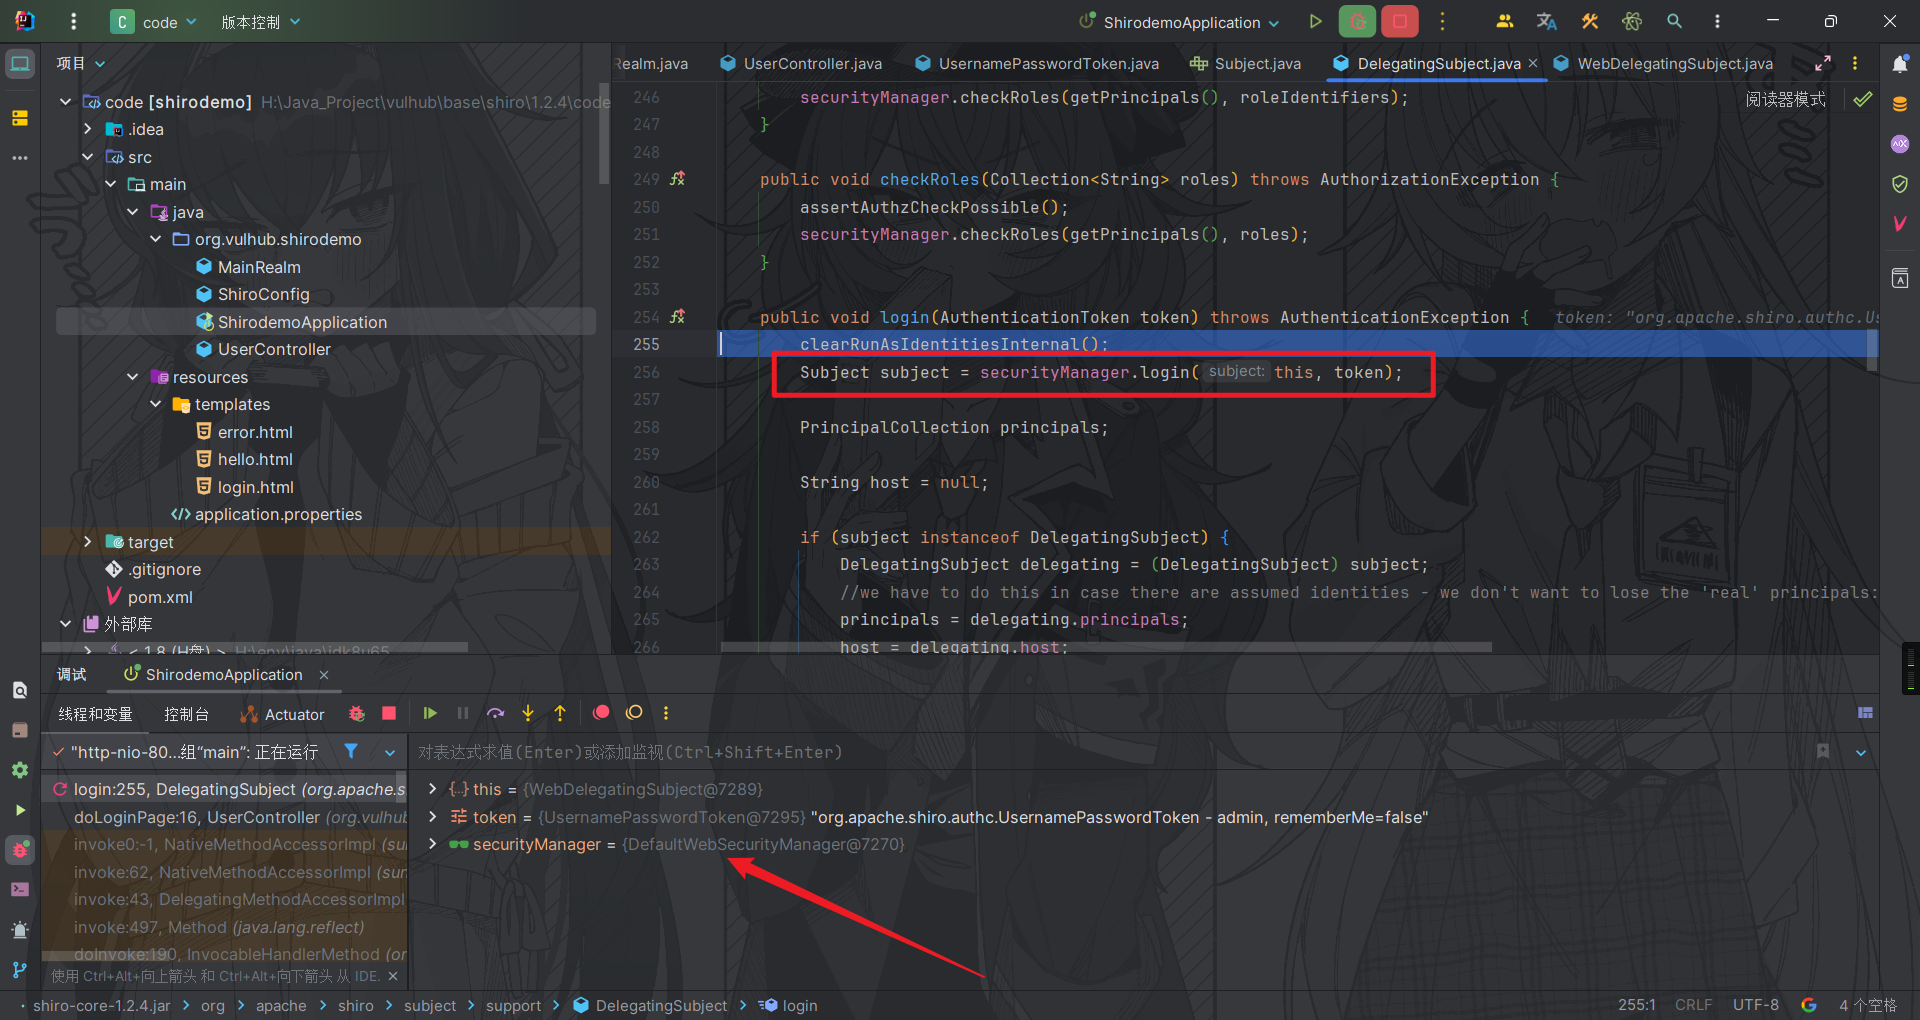 C code 版本控制 ShirodemoApplication
项目
ealm.java UserController.java UsernamePasswordToken.java Subject.java DelegatingSubject.java WebDelegatingSubject.java
阅读器模式
code [shirodemo] H:\Java_Project\vulhub\base\shiro\1.2.4\code
.idea
src
main
java
org.vulhub.shirodemo
MainRealm
ShiroConfig
ShirodemoApplication
UserController
resources
templates
error.html
hello.html
login.html
application.properties
target
.gitignore
pom.xml
外部库
< 1.8 (H盘) > H:\env\java\jdk8u65
246 securityManager.checkRoles(getPrincipals(), roleIdentifiers);
247 }
248
249 public void checkRoles(Collection<String> roles) throws AuthorizationException {
250 assertAuthzCheckPossible();
251 securityManager.checkRoles(getPrincipals(), roles);
252 }
253
254 public void login(AuthenticationToken token) throws AuthenticationException { token: "org.apache.shiro.authc.Us
255 clearRunAsIdentitiesInternal();
256 Subject subject = securityManager.login( subject: this, token);
257
258 PrincipalCollection principals;
259
260 String host = null;
261
262 if (subject instanceof DelegatingSubject) {
263 DelegatingSubject delegating = (DelegatingSubject) subject;
264 //we have to do this in case there are assumed identities - we don't want to lose the 'real' principals:
265 principals = delegating.principals;
266 host = delegating.host;
调试 ShirodemoApplication
线程和变量 控制台 Actuator
"http-nio-80...组“main”: 正在运行
对表达式求值(Enter)或添加监视(Ctrl+Shift+Enter)
login:255, DelegatingSubject (org.apache.s
doLoginPage:16, UserController (org.vulhub
invoke0:-1, NativeMethodAccessorImpl (sun
invoke:62, NativeMethodAccessorImpl (sun
invoke:43, DelegatingMethodAccessorImpl
invoke:497, Method (java.lang.reflect)
doInvoke:190, InvocableHandlerMethod (or
使用 Ctrl+Alt+向上箭头 和 Ctrl+Alt+向下箭头 从 IDE.
this = {WebDelegatingSubject@7289}
token = {UsernamePasswordToken@7295} "org.apache.shiro.authc.UsernamePasswordToken - admin, rememberMe=false"
securityManager = {DefaultWebSecurityManager@7270}
shiro-core-1.2.4.jar org apache shiro subject support DelegatingSubject login
255:1 CRLF UTF-8 4 个空格